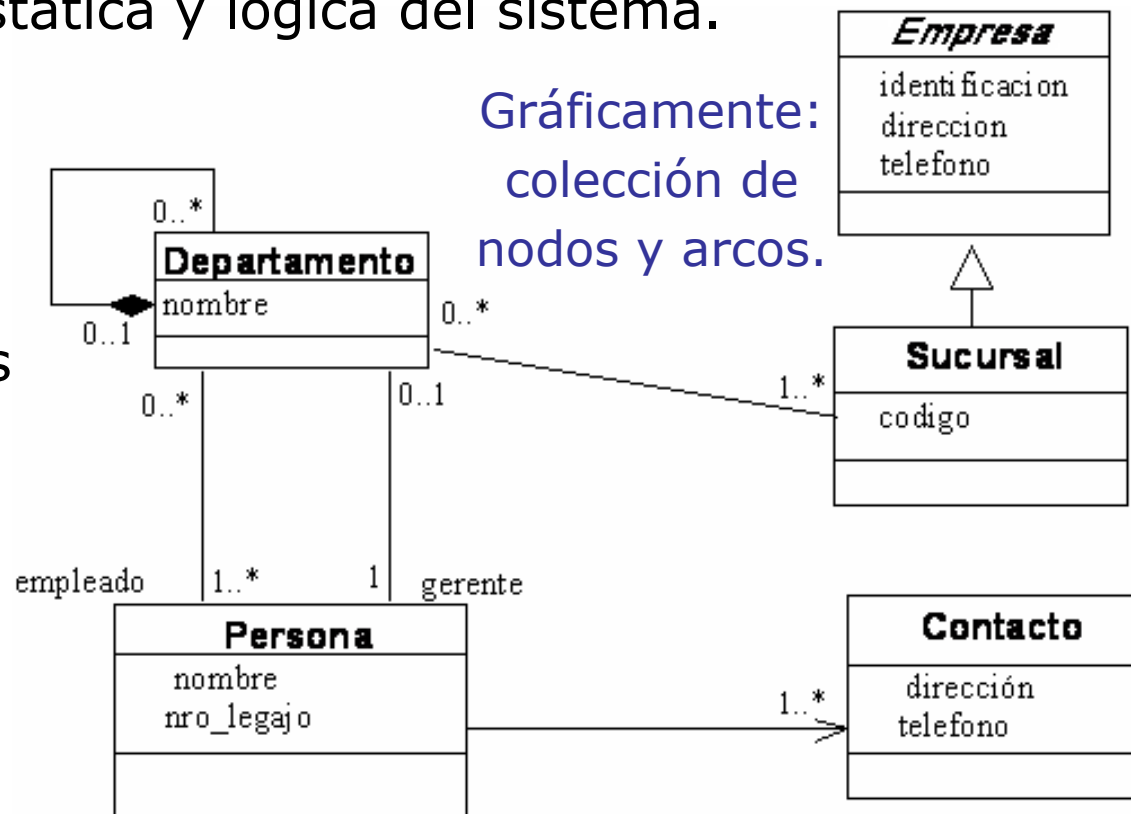 stática y lógica del sistema.
Empresa
identificacion
direccion
telefono
Gráficamente:
colección de
nodos y arcos.
0..*
Departamento
nombre
0..1
0..*
s
0..*
0..1
1..*
Sucursal
codigo
empleado
1..*
1
gerente
Persona
nombre
nro_legajo
1..*
Contacto
dirección
telefono